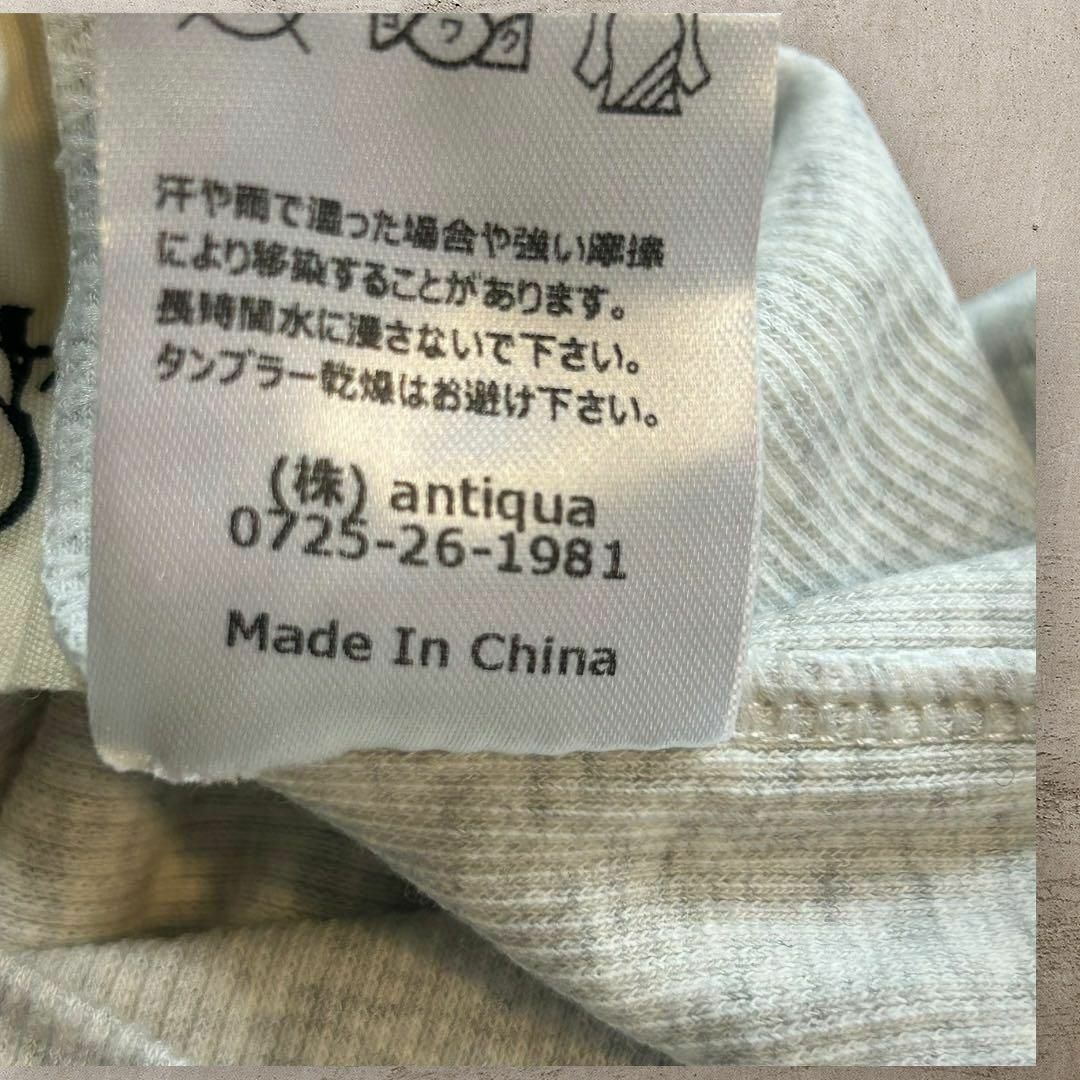 シワク
汗や雨で湿った場合や強い摩擦
により移染することがあります。
長時間水に浸さないで下さい。
タンブラー乾燥はお避け下さい。
(株) antiqua
0725-26-1981
Made In China